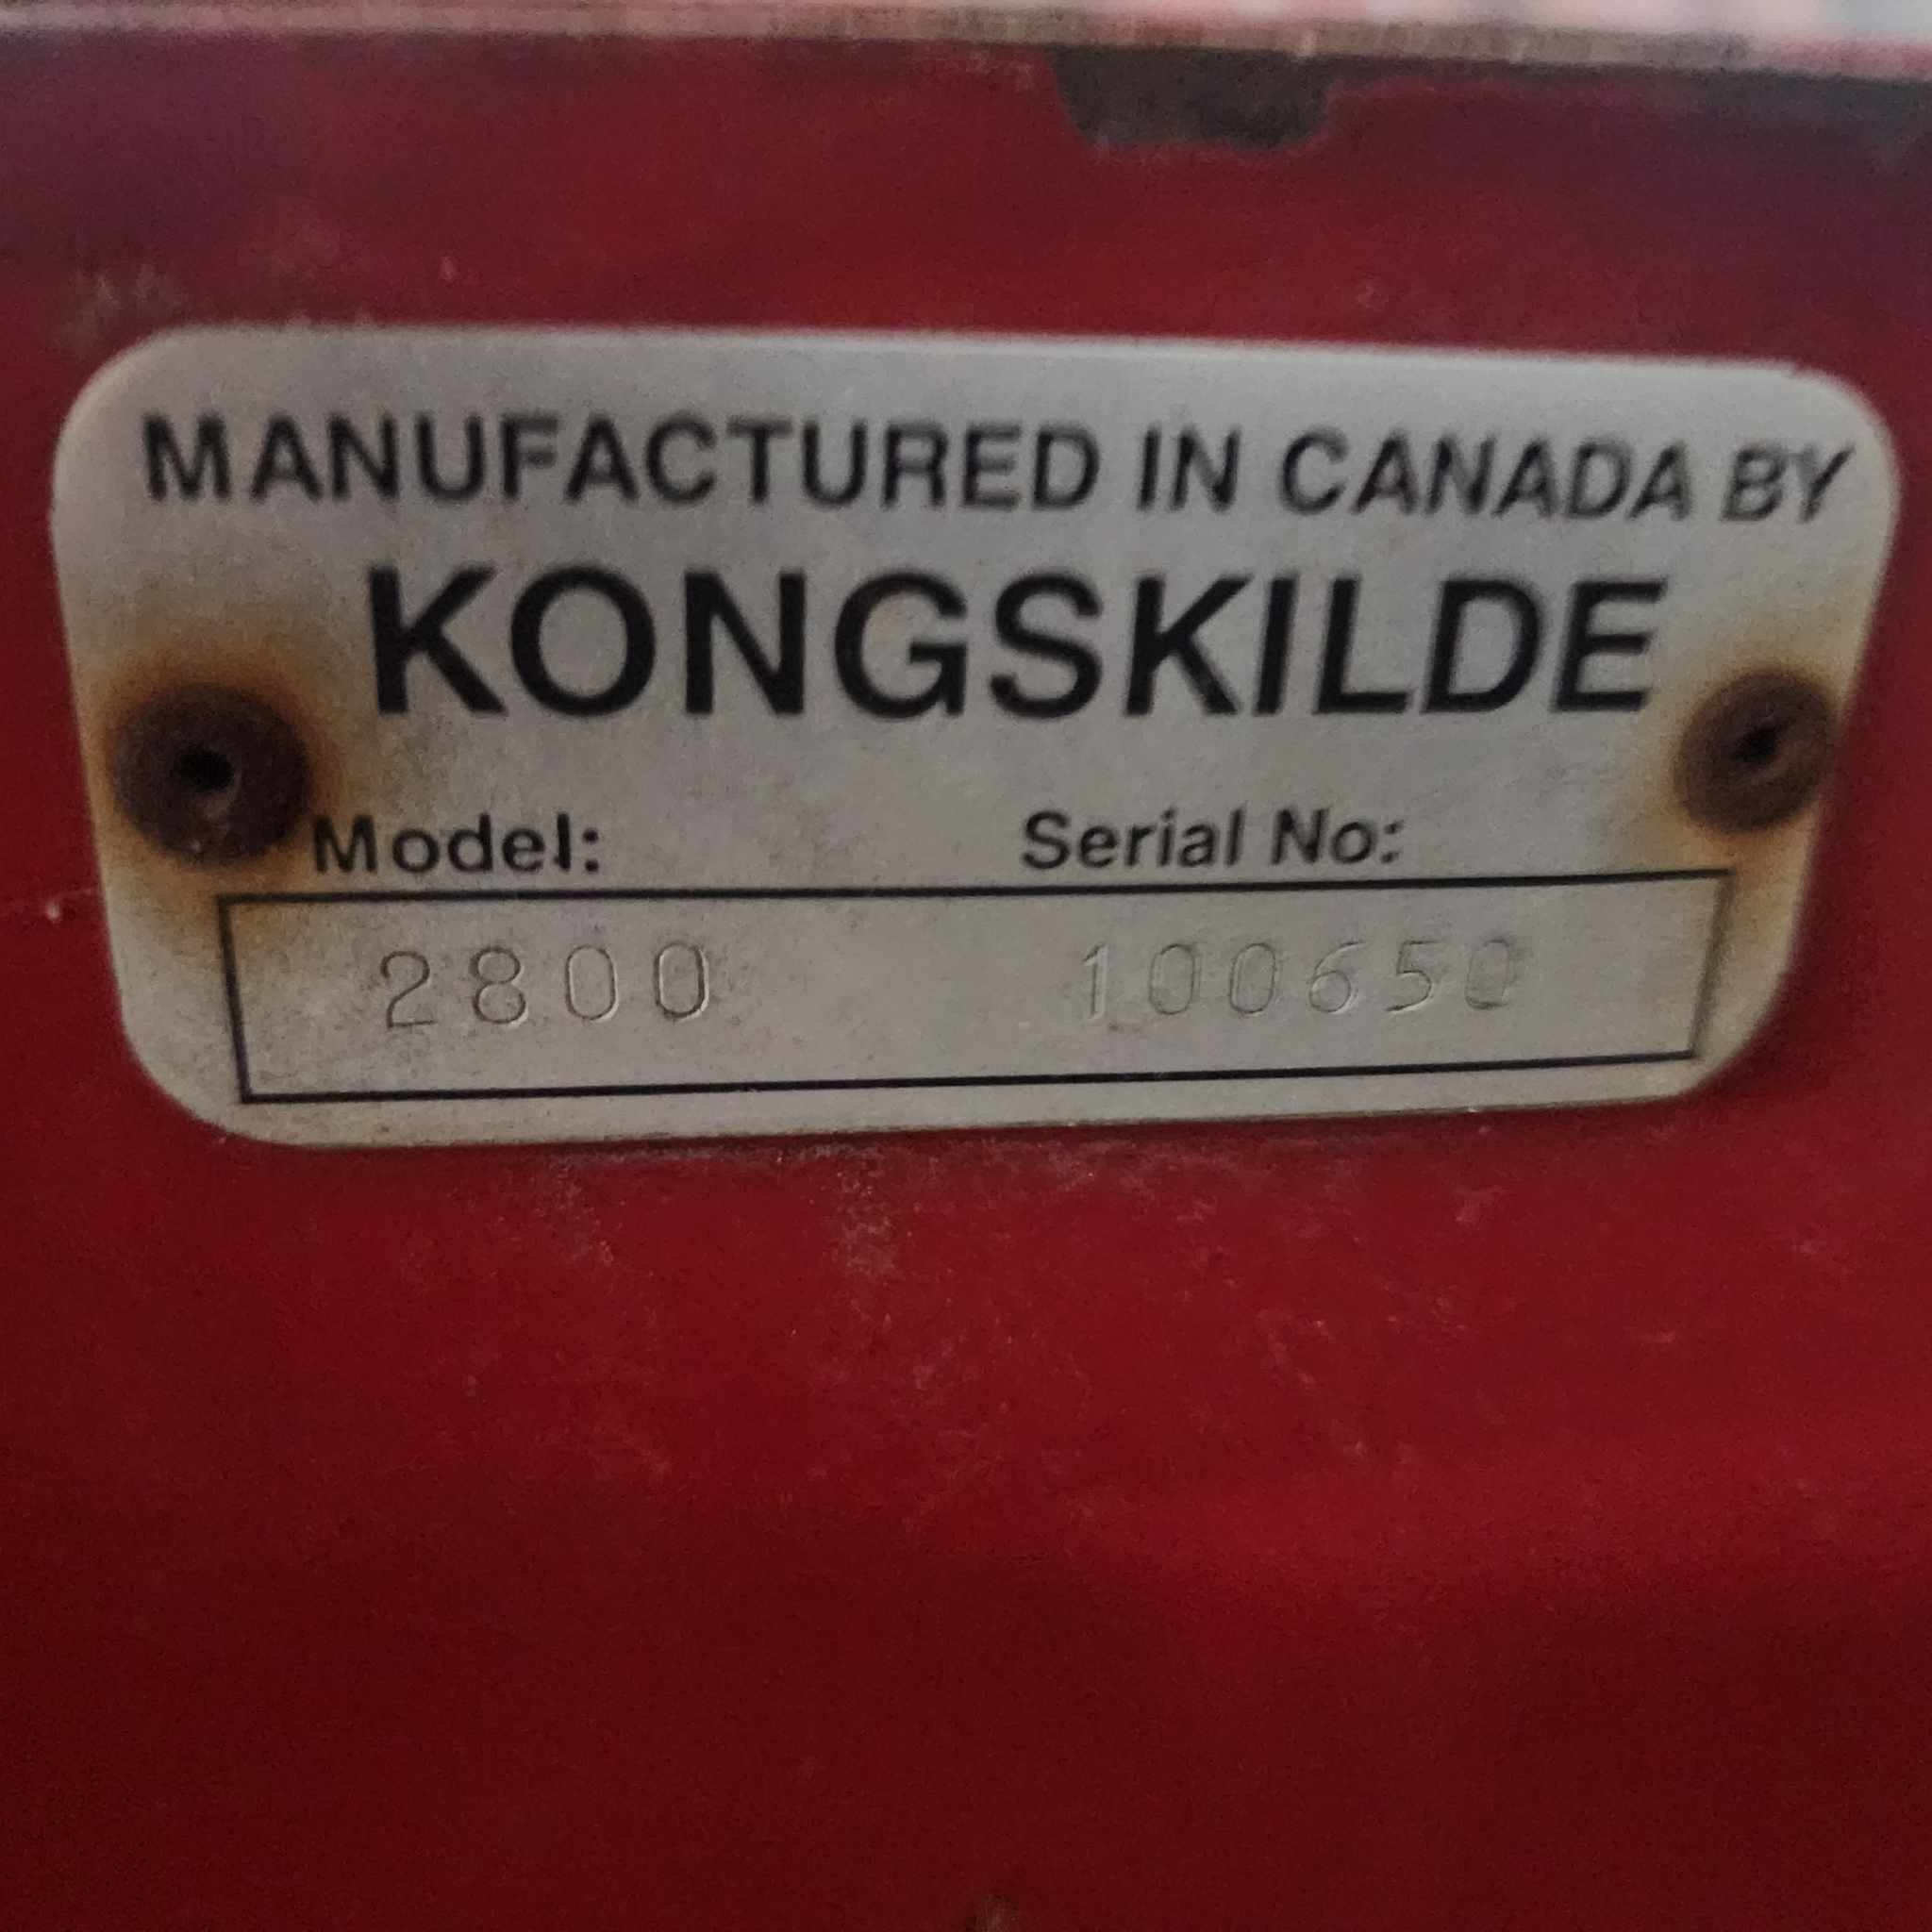 MANUFACTURED IN CANADA BY
KONGSKILDE
Model: Serial No:
2800 100650